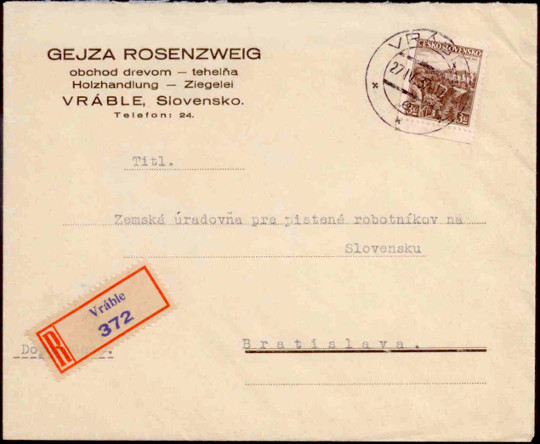 GEJZA ROSENZWEIG
obchod drevom — tehelňa
Holzhandlung — Ziegelei
VRÁBLE, Slovensko.
Telefon: 24.
ČESKOSLOVENSKO
Titl.
Zemská úradovňa pre pistené robotníkov na
Slovensku
R
Vráble
372
Bratislava.